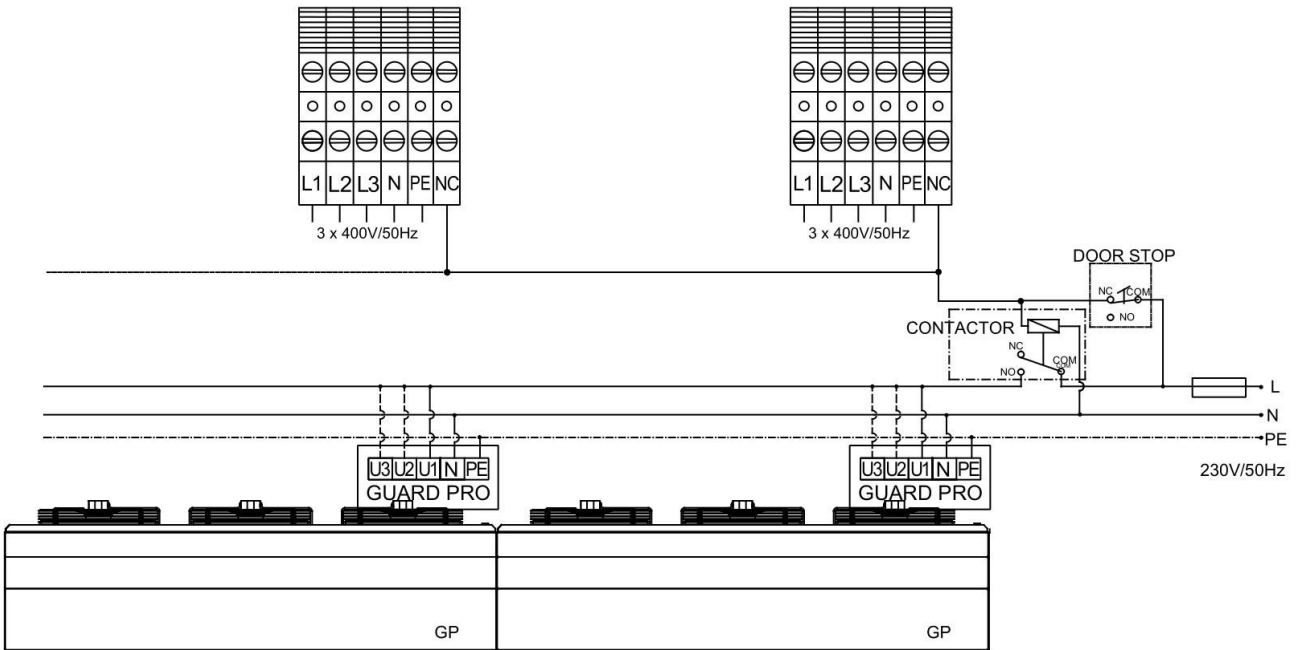 L1 L2 L3 N PE NC
3 x 400V/50Hz
L1 L2 L3 N PE NC
3 x 400V/50Hz
DOOR STOP
NC COM
NO
CONTACTOR
NC
COM
COM
NO
L
N
PE
230V/50Hz
U3 U2 U1 N PE
GUARD PRO
U3 U2 U1 N PE
GUARD PRO
GP
GP